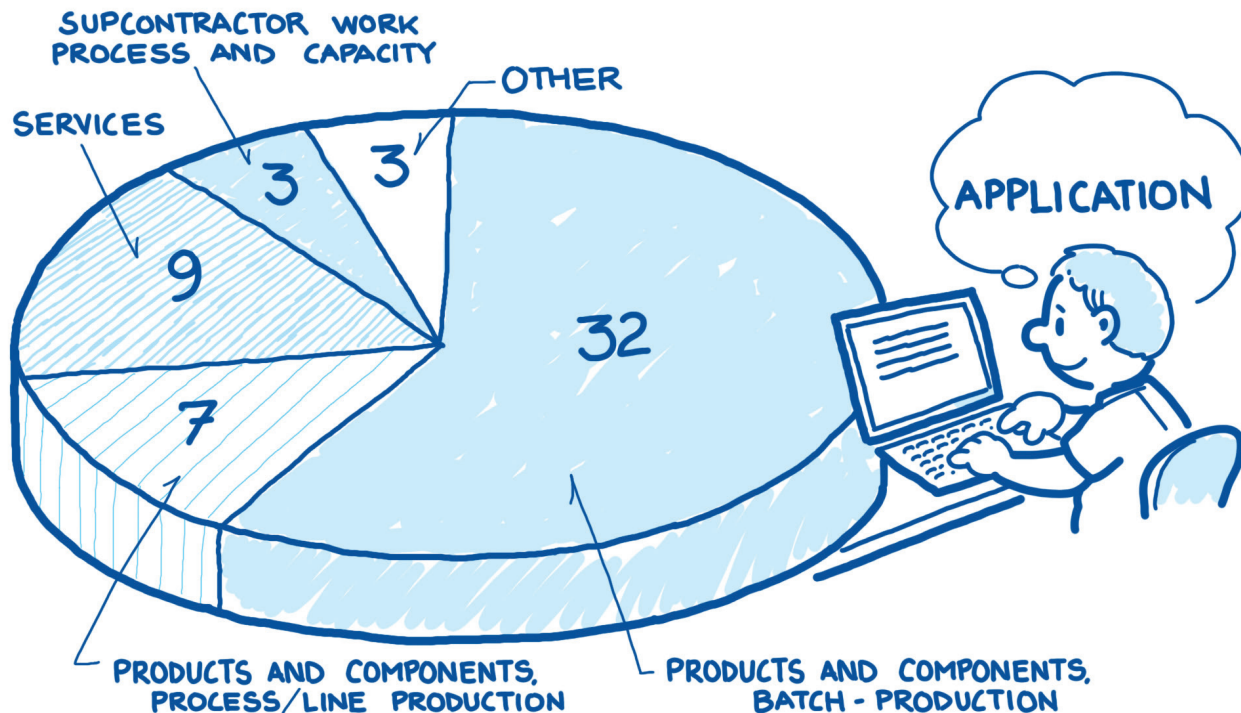 SUPCONTRACTOR WORK
PROCESS AND CAPACITY
OTHER
SERVICES
3
3
APPLICATION
9
32
7
PRODUCTS AND COMPONENTS,
PROCESS/LINE PRODUCTION
PRODUCTS AND COMPONENTS,
BATCH-PRODUCTION